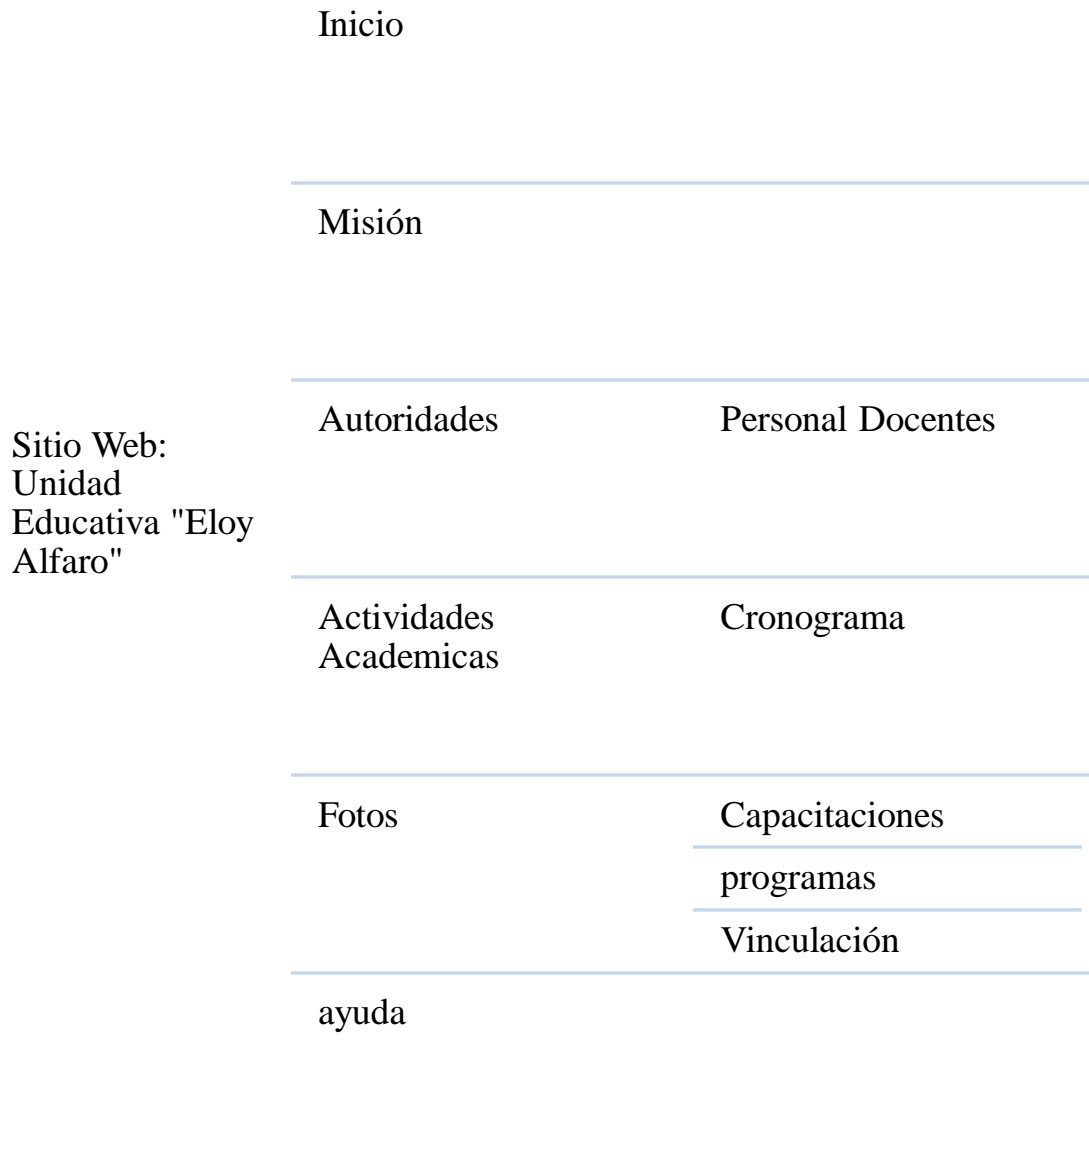 Sitio Web:
Unidad
Educativa "Eloy
Alfaro"
Inicio
Misión
Autoridades
Personal Docentes
Actividades
Academicas
Cronograma
Fotos
Capacitaciones
programas
Vinculación
ayuda